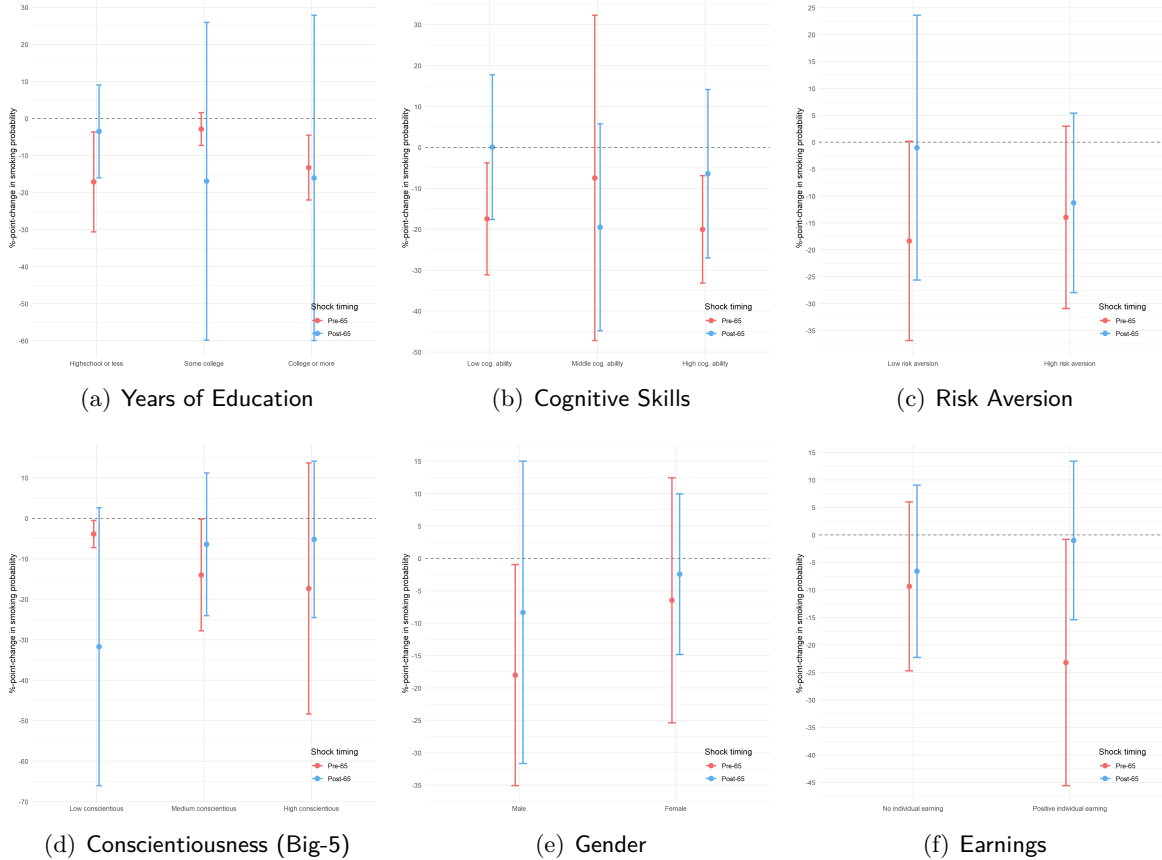 %-point-change in smoking probability
30
20
10
0
-10
-20
-30
-40
-50
-60
Highschool or less
Some college
College or more
Shock timing
Pre-65
Post-65
(a) Years of Education
%-point-change in smoking probability
30
20
10
0
-10
-20
-30
-40
-50
Low cog. ability
Middle cog. ability
High cog. ability
Shock timing
Pre-65
Post-65
(b) Cognitive Skills
%-point-change in smoking probability
25
20
15
10
5
0
-5
-10
-15
-20
-25
-30
-35
Low risk aversion
High risk aversion
Shock timing
Pre-65
Post-65
(c) Risk Aversion
%-point-change in smoking probability
10
0
-10
-20
-30
-40
-50
-60
-70
Low conscientious
Medium conscientious
High conscientious
Shock timing
Pre-65
Post-65
(d) Conscientiousness (Big-5)
%-point-change in smoking probability
15
10
5
0
-5
-10
-15
-20
-25
-30
-35
Male
Female
Shock timing
Pre-65
Post-65
(e) Gender
%-point-change in smoking probability
15
10
5
0
-5
-10
-15
-20
-25
-30
-35
-40
-45
No individual earning
Positive individual earning
Shock timing
Pre-65
Post-65
(f) Earnings